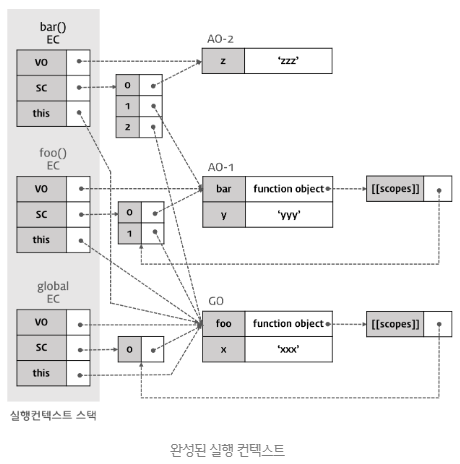 bar()
EC
VO
SC
this
0
1
2
AO-2
z ‘zzz’
foo()
EC
VO
SC
this
0
1
AO-1
bar function object
y ‘yyy’
[[scopes]]
global
EC
VO
SC
this
0
GO
foo function object
x ‘xxx’
[[scopes]]
실행컨텍스트 스택
완성된 실행 컨텍스트